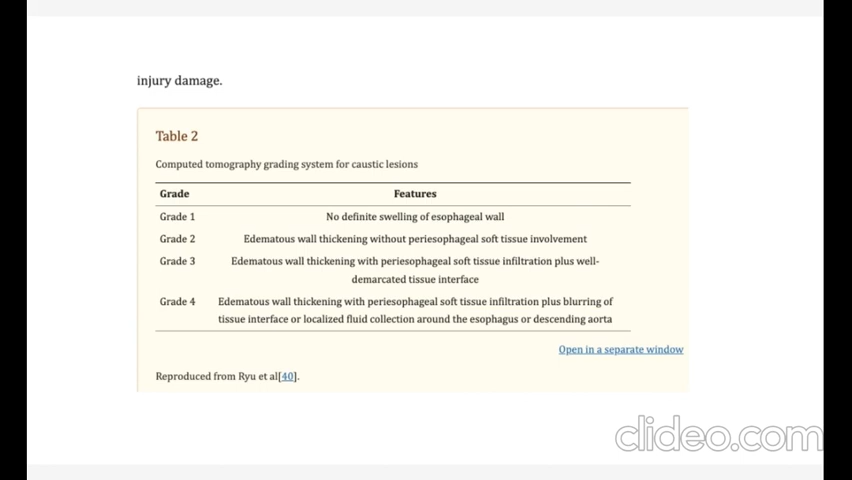 injury damage.
Table 2
Computed tomography grading system for caustic lesions
Grade Features
Grade 1 No definite swelling of esophageal wall
Grade 2 Edematous wall thickening without periesophageal soft tissue involvement
Grade 3 Edematous wall thickening with periesophageal soft tissue infiltration plus well-
demarcated tissue interface
Grade 4 Edematous wall thickening with periesophageal soft tissue infiltration plus blurring of
tissue interface or localized fluid collection around the esophagus or descending aorta
Open in a separate window
Reproduced from Ryu et al[40].
clideo.com